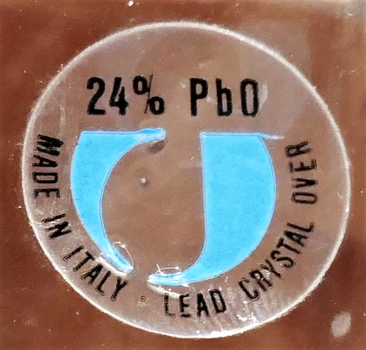 24% PbO
MADE IN ITALY · LEAD CRYSTAL OVER